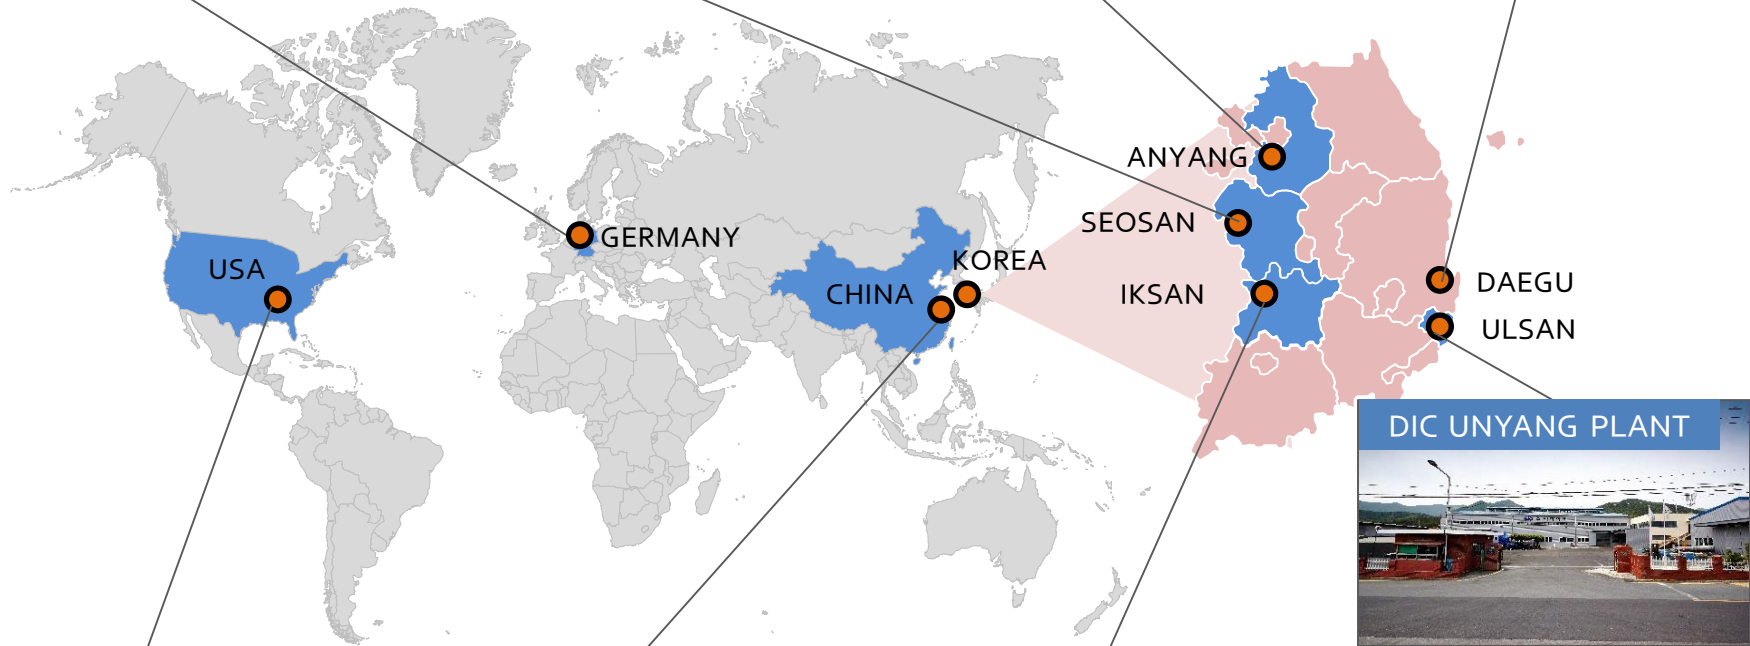 ANYANG
SEOSAN
GERMANY
KOREA
USA
DAEGU
CHINA
IKSAN
ULSAN
DIC UNYANG PLANT